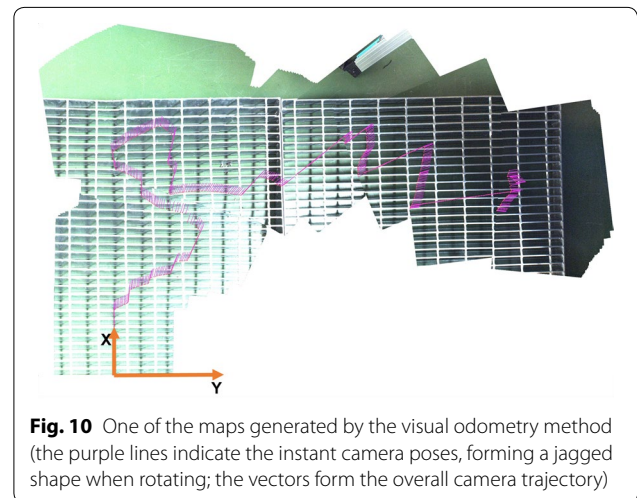 X
Y
Fig. 10 One of the maps generated by the visual odometry method
(the purple lines indicate the instant camera poses, forming a jagged
shape when rotating; the vectors form the overall camera trajectory)